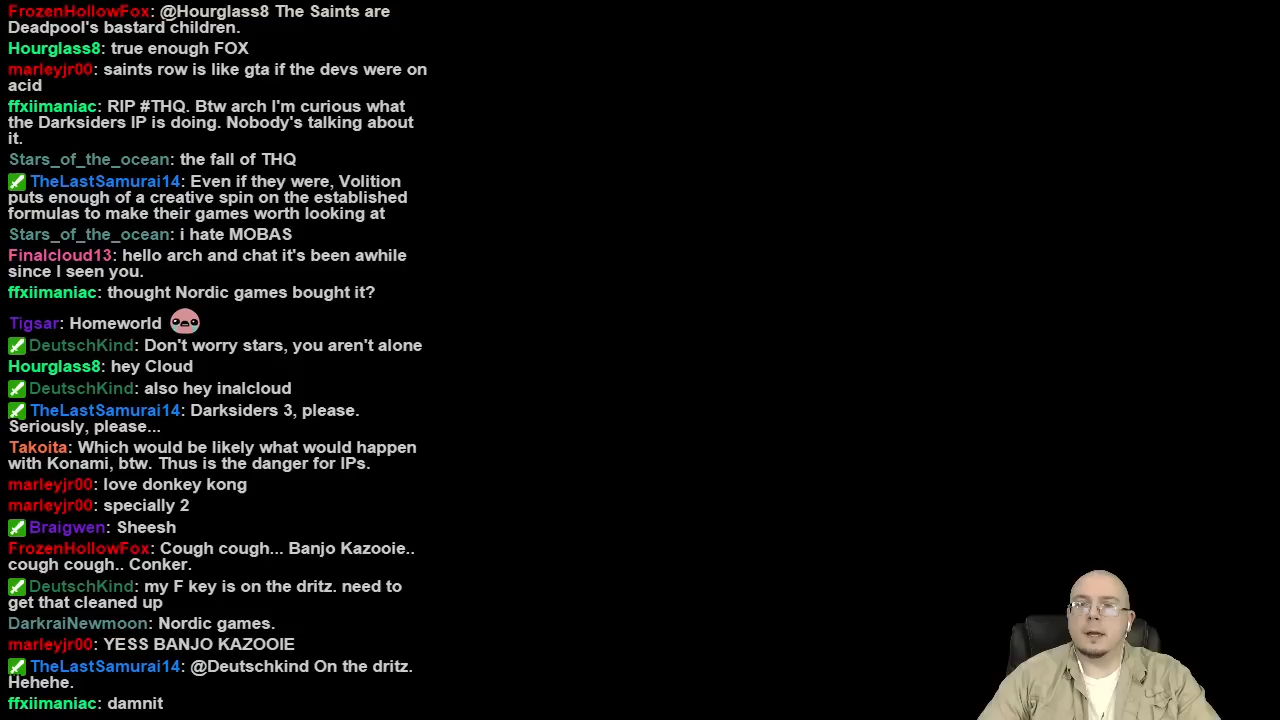 FrozenHollowFox: @Hourglass8 The Saints are
Deadpool's bastard children.
Hourglass8: true enough FOX
marleyjr00: saints row is like gta if the devs were on
acid
ffxiimaniac: RIP #THQ. Btw arch I'm curious what
the Darksiders IP is doing. Nobody's talking about
it.
Stars_of_the_ocean: the fall of THQ
TheLastSamurai14: Even if they were, Volition
puts enough of a creative spin on the established
formulas to make their games worth looking at
Stars_of_the_ocean: i hate MOBAS
Finalcloud13: hello arch and chat it's been awhile
since I seen you.
ffxiimaniac: thought Nordic games bought it?
Tigsar: Homeworld
DeutschKind: Don't worry stars, you aren't alone
Hourglass8: hey Cloud
DeutschKind: also hey inalcloud
TheLastSamurai14: Darksiders 3, please.
Seriously, please...
Takoita: Which would be likely what would happen
with Konami, btw. Thus is the danger for IPs.
marleyjr00: love donkey kong
marleyjr00: specially 2
Braigwen: Sheesh
FrozenHollowFox: Cough cough... Banjo Kazooie..
cough cough.. Conker.
DeutschKind: my F key is on the dritz. need to
get that cleaned up
DarkraiNewmoon: Nordic games.
marleyjr00: YESS BANJO KAZOOIE
TheLastSamurai14: @Deutschkind On the dritz.
Hehehe.
ffxiimaniac: damnit